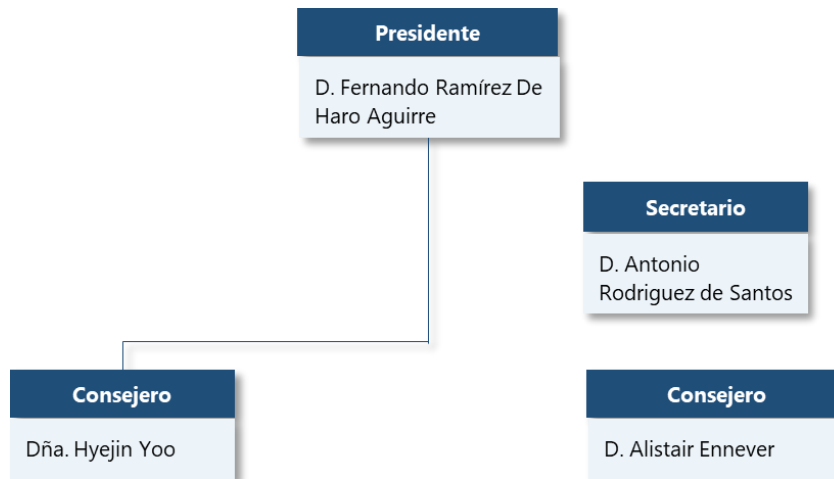 Presidente
D. Fernando Ramírez De
Haro Aguirre
Secretario
D. Antonio
Rodriguez de Santos
Consejero
Dña. Hyejin Yoo
Consejero
D. Alistair Ennever